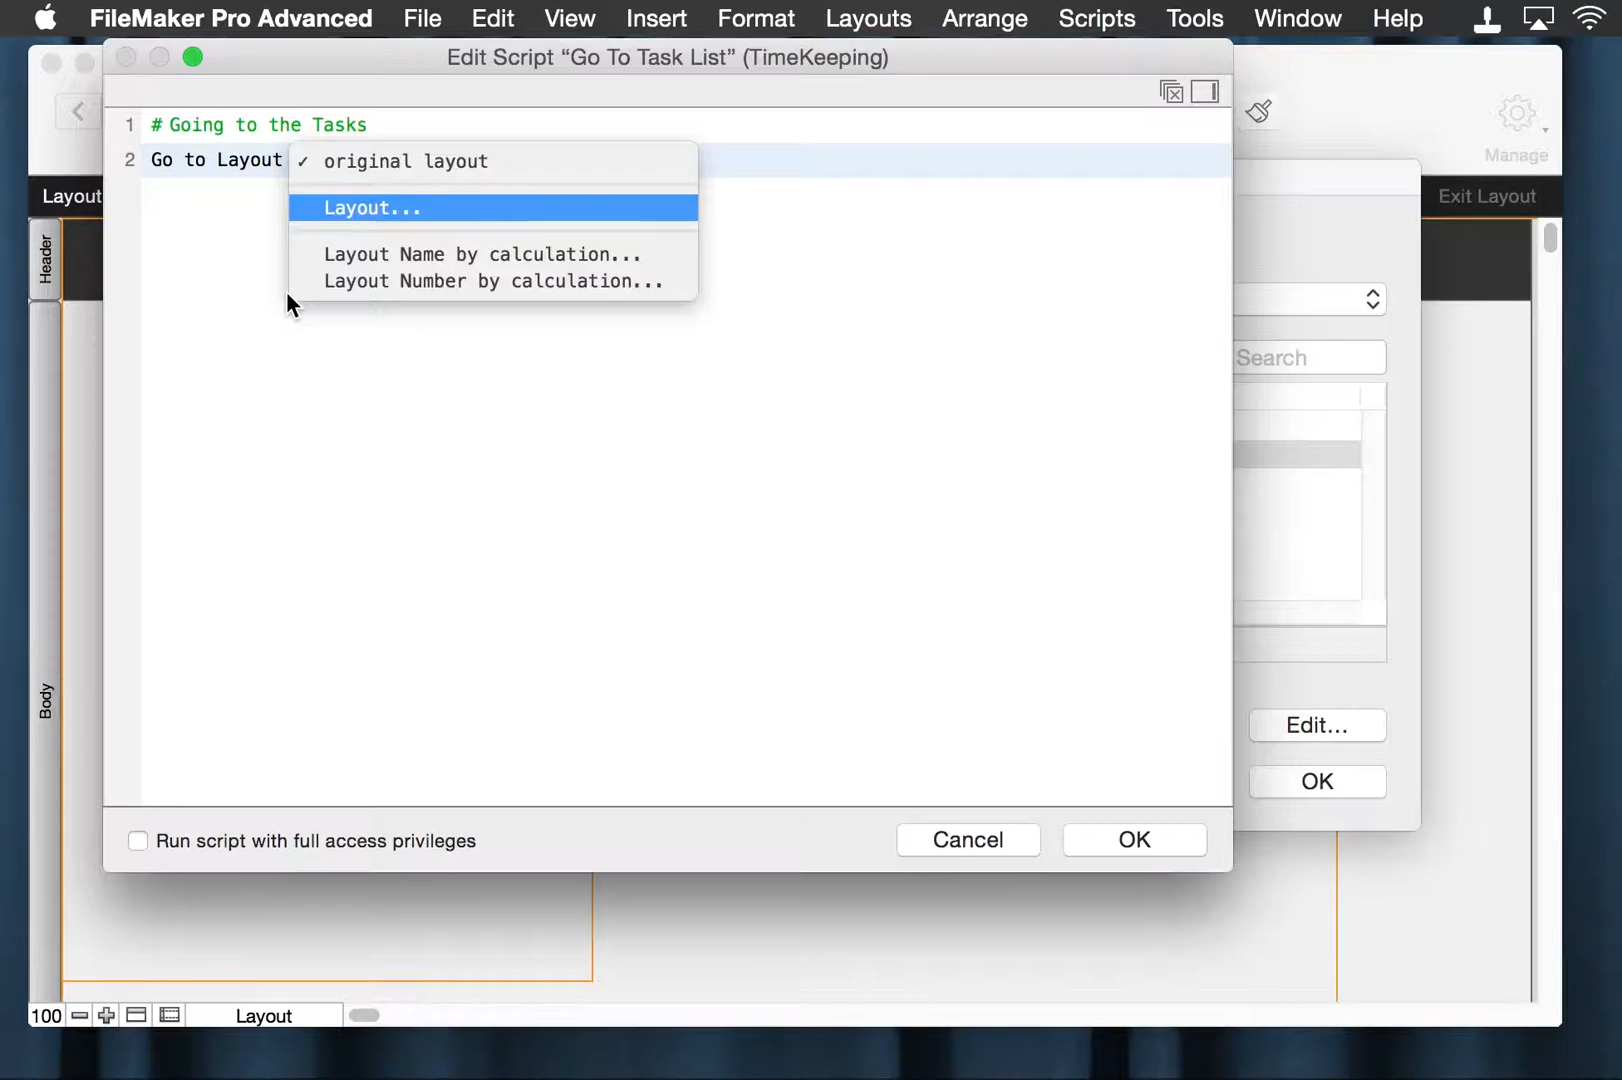 FileMaker Pro Advanced File Edit View Insert Format Layouts Arrange Scripts Tools Window Help
Edit Script “Go To Task List” (TimeKeeping)
1 # Going to the Tasks
2 Go to Layout ✓ original layout
Layout...
Layout Name by calculation...
Layout Number by calculation...
Manage
Layout
Exit Layout
Header
Search
Body
Edit...
OK
Run script with full access privileges
Cancel
OK
100
Layout